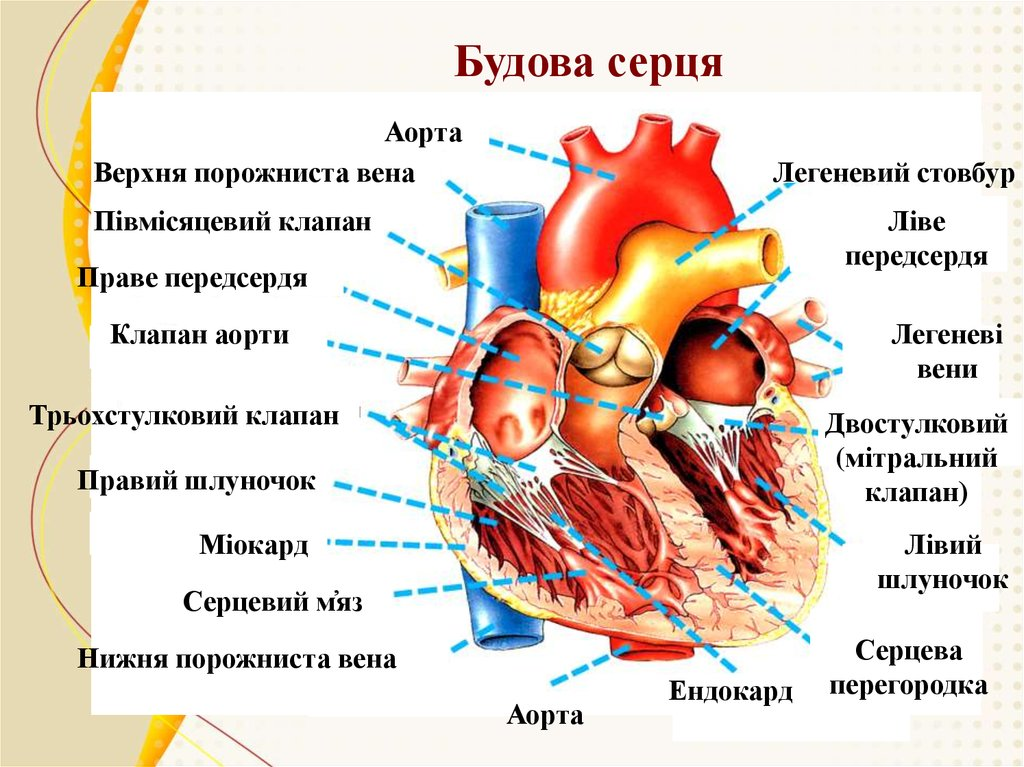 Будова серця
Аорта
Верхня порожниста вена
Легеневий стовбур
Півмісяцевий клапан
Ліве
передсердя
Праве передсердя
Клапан аорти
Легеневі
вени
Трьохстулковий клапан
Двостулковий
(мітральний
клапан)
Правий шлуночок
Міокард
Лівий
шлуночок
Серцевий м'яз
Нижня порожниста вена
Серцева
перегородка
Ендокард
Аорта